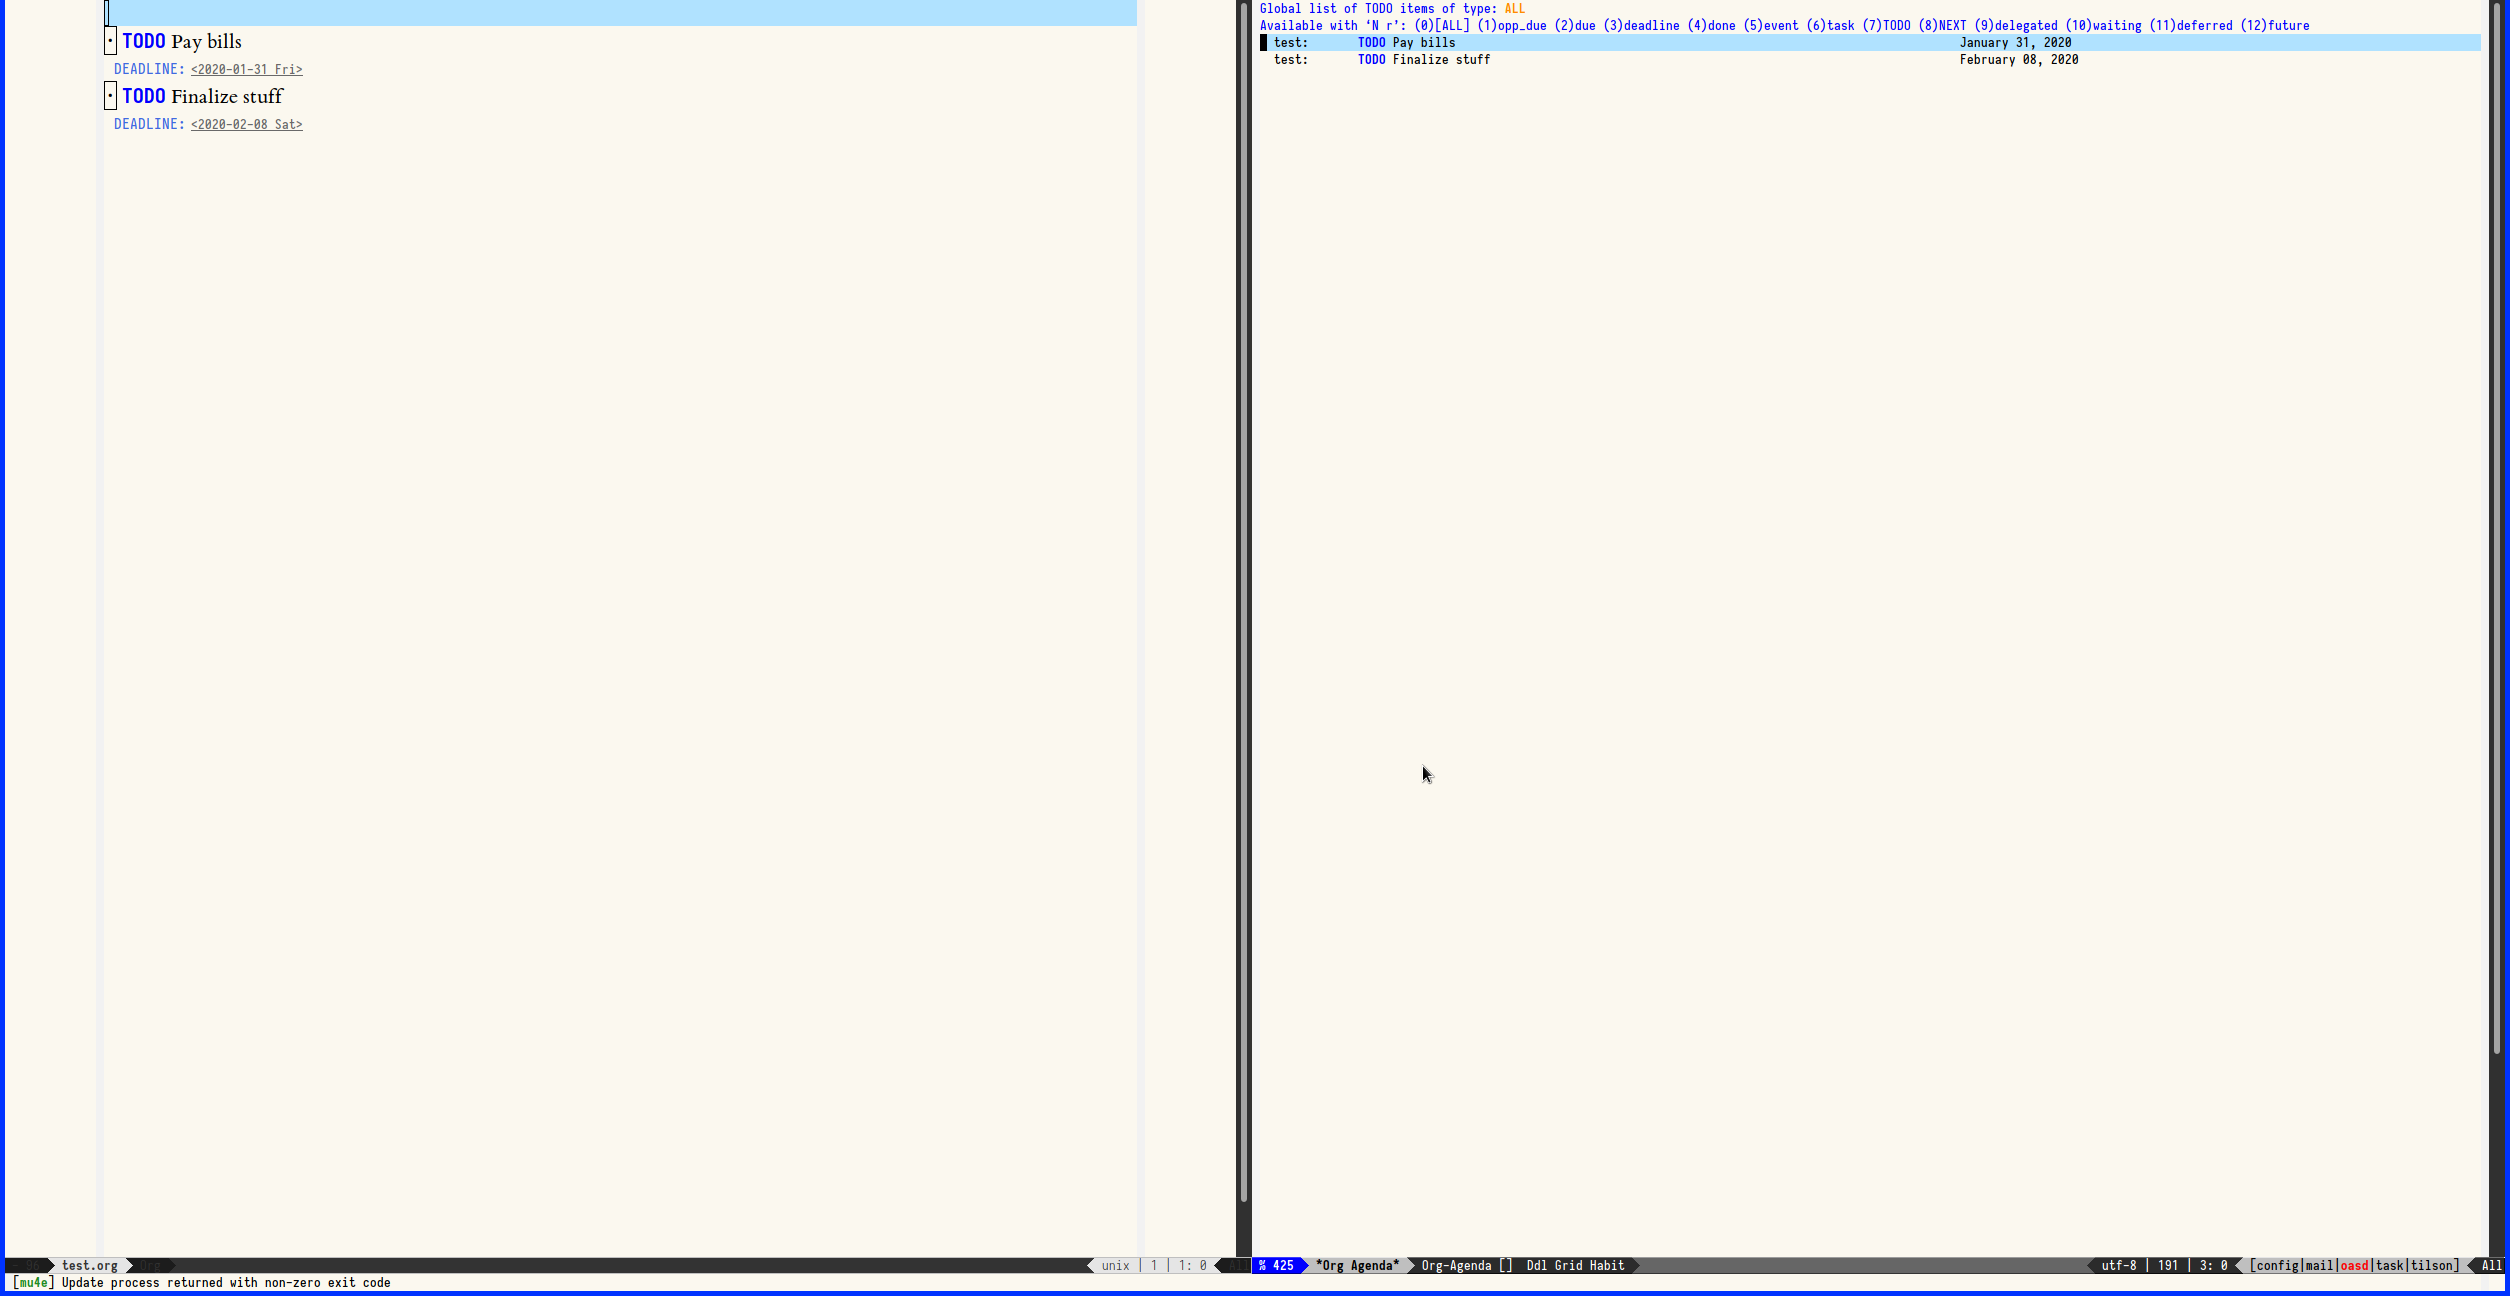 TODO Pay bills
DEADLINE: <2020-01-31 Fri>
TODO Finalize stuff
DEADLINE: <2020-02-08 Sat>
Global list of TODO items of type: ALL
Available with ‘N r’: (0)[ALL] (1)opp_due (2)due (3)deadline (4)done (5)event (6)task (7)TODO (8)NEXT (9)delegated (10)waiting (11)deferred (12)future
test: TODO Pay bills January 31, 2020
test: TODO Finalize stuff February 08, 2020
96 test.org Org unix | 1 | 1: 0
% 425 *Org Agenda* Org-Agenda [] Ddl Grid Habit utf-8 | 191 | 3: 0 [config|mail|oasd|task|tilson] All
[mu4e] Update process returned with non-zero exit code